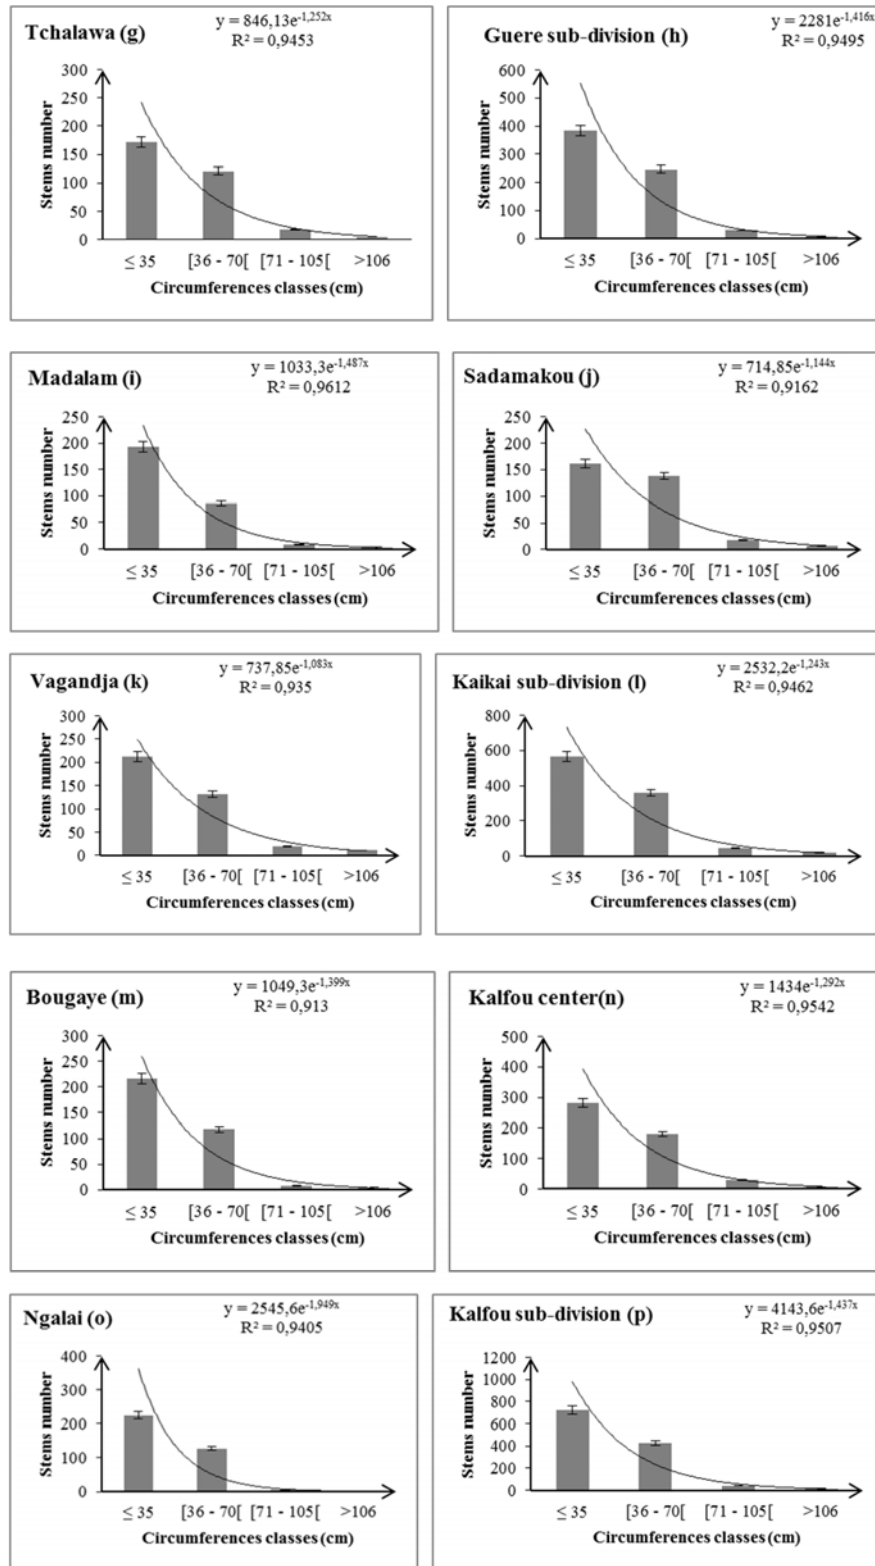 Tchalawa (g)
y = 846,13e-1,252x
R² = 0,9453
Stems number
300
250
200
150
100
50
0
≤ 35 [36 - 70[ [71 - 105[ >106
Circumferences classes (cm)
Guere sub-division (h)
y = 2281e-1,416x
R² = 0,9495
Stems number
600
500
400
300
200
100
0
≤ 35 [36 - 70[ [71 - 105[ >106
Circumferences classes (cm)
Madalam (i)
y = 1033,3e-1,487x
R² = 0,9612
Stems number
250
200
150
100
50
0
≤ 35 [36 - 70[ [71 - 105[ >106
Circumferences classes (cm)
Sadamakou (j)
y = 714,85e-1,144x
R² = 0,9162
Stems number
250
200
150
100
50
0
≤ 35 [36 - 70[ [71 - 105[ >106
Circumferences classes (cm)
Vagandja (k)
y = 737,85e-1,083x
R² = 0,935
Stems number
300
250
200
150
100
50
0
≤ 35 [36 - 70[ [71 - 105[ >106
Circumferences classes (cm)
Kaikai sub-division (l)
y = 2532,2e-1,243x
R² = 0,9462
Stems number
800
600
400
200
0
≤ 35 [36 - 70[ [71 - 105[ >106
Circumferences classes (cm)
Bougaye (m)
y = 1049,3e-1,399x
R² = 0,913
Stems number
300
250
200
150
100
50
0
≤ 35 [36 - 70[ [71 - 105[ >106
Circumferences classes (cm)
Kalfou center(n)
y = 1434e-1,292x
R² = 0,9542
Stems number
500
400
300
200
100
0
≤ 35 [36 - 70[ [71 - 105[ >106
Circumferences classes (cm)
Ngalai (o)
y = 2545,6e-1,949x
R² = 0,9405
Stems number
400
300
200
100
0
≤ 35 [36 - 70[ [71 - 105[ >106
Circumferences classes (cm)
Kalfou sub-division (p)
y = 4143,6e-1,437x
R² = 0,9507
Stems number
1200
1000
800
600
400
200
0
≤ 35 [36 - 70[ [71 - 105[ >106
Circumferences classes (cm)